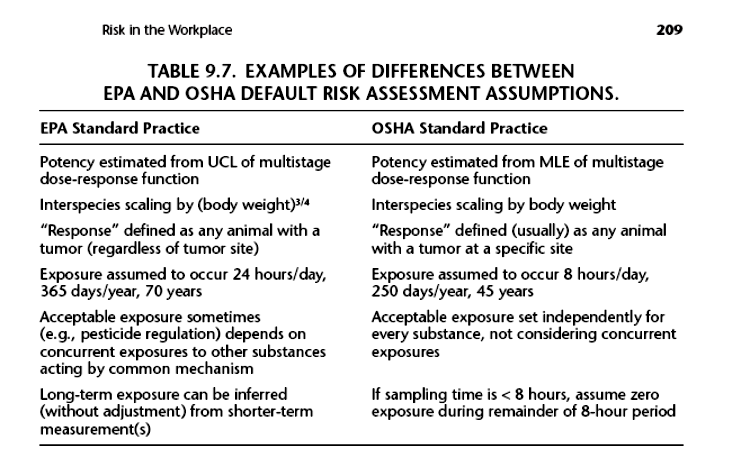 Risk in the Workplace 209
TABLE 9.7. EXAMPLES OF DIFFERENCES BETWEEN
EPA AND OSHA DEFAULT RISK ASSESSMENT ASSUMPTIONS.
EPA Standard Practice OSHA Standard Practice
Potency estimated from UCL of multistage Potency estimated from MLE of multistage
dose-response function dose-response function
Interspecies scaling by (body weight)³/⁴ Interspecies scaling by body weight
“Response” defined as any animal with a “Response” defined (usually) as any animal
tumor (regardless of tumor site) with a tumor at a specific site
Exposure assumed to occur 24 hours/day, Exposure assumed to occur 8 hours/day,
365 days/year, 70 years 250 days/year, 45 years
Acceptable exposure sometimes Acceptable exposure set independently for
(e.g., pesticide regulation) depends on every substance, not considering concurrent
concurrent exposures to other substances exposures
acting by common mechanism
Long-term exposure can be inferred If sampling time is < 8 hours, assume zero
(without adjustment) from shorter-term exposure during remainder of 8-hour period
measurement(s)